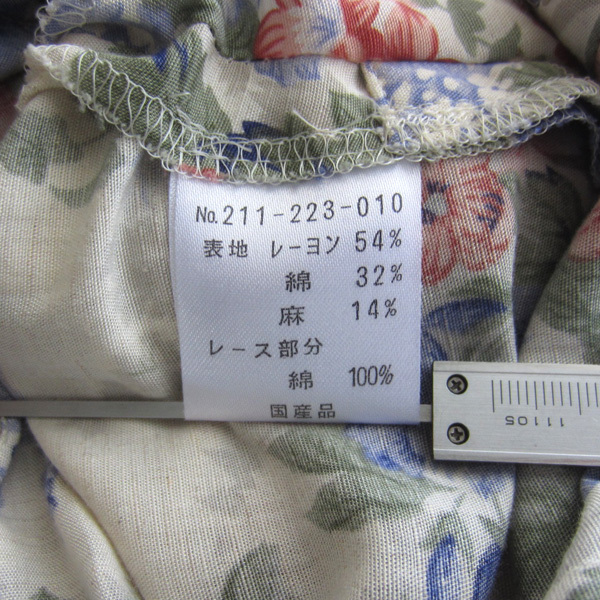 No.211-223-010
表地 レーヨン 54%
綿 32%
麻 14%
レース部分
綿 100%
国産品
11105